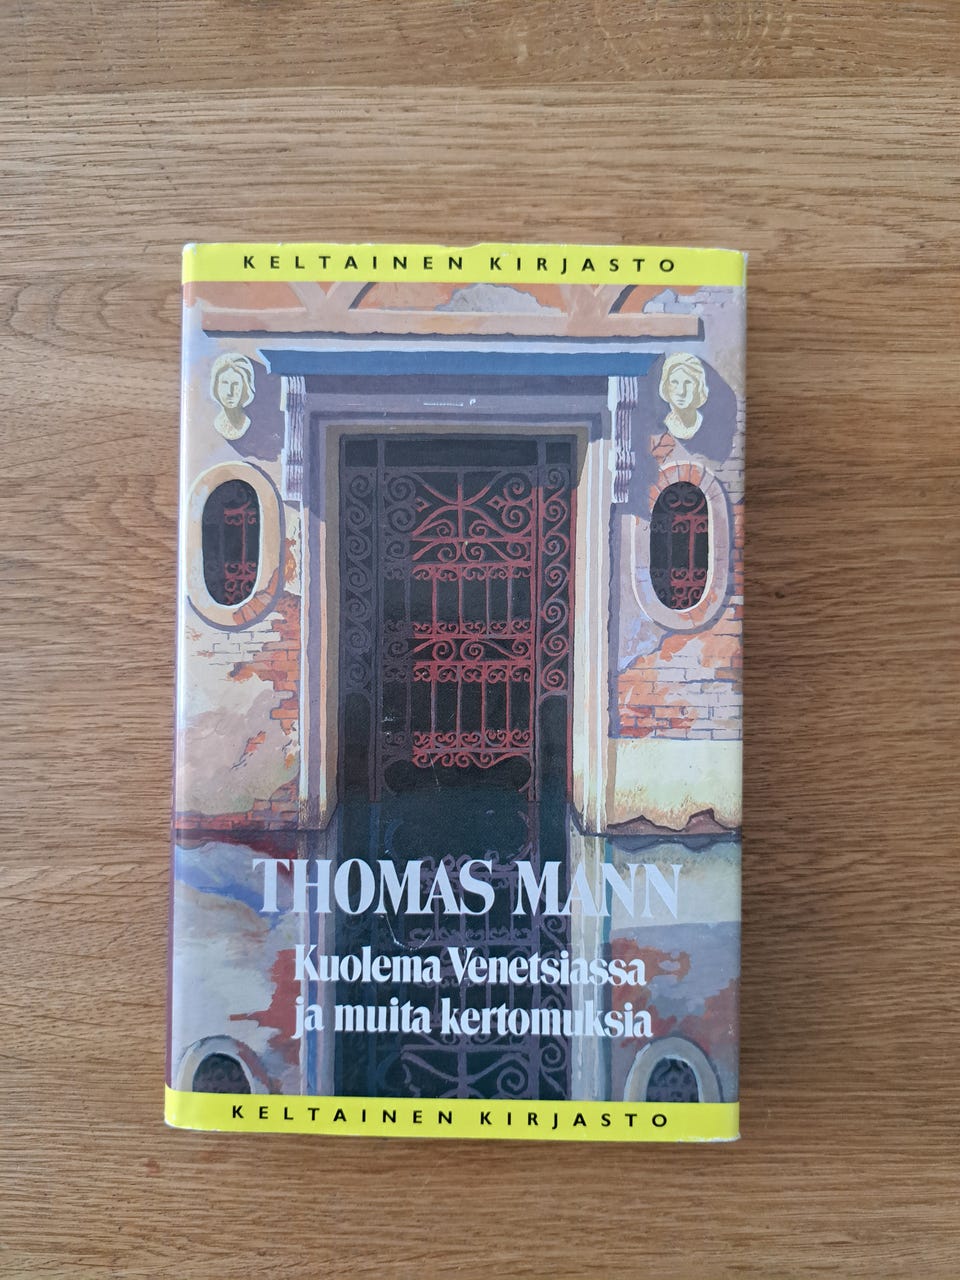 KELTAINEN KIRJASTO
THOMAS MANN
Kuolema Venetsiassa
ja muita kertomuksia
KELTAINEN KIRJASTO